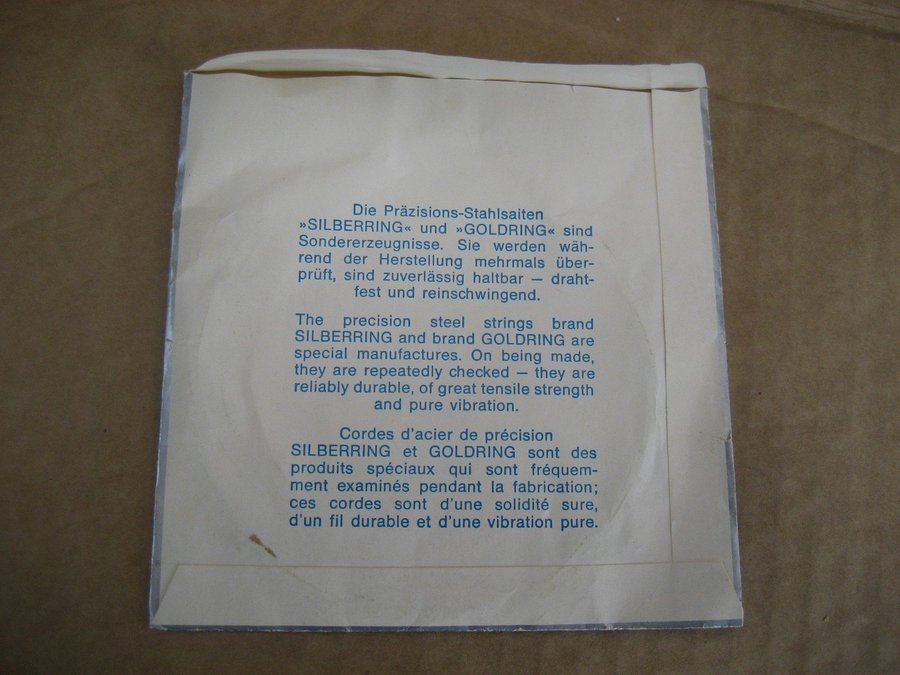 Die Präzisions-Stahlsaiten
»SILBERRING« und »GOLDRING« sind
Sondererzeugnisse. Sie werden wäh-
rend der Herstellung mehrmals über-
prüft, sind zuverlässig haltbar — draht-
fest und reinschwingend.
The precision steel strings brand
SILBERRING and brand GOLDRING are
special manufactures. On being made,
they are repeatedly checked — they are
reliably durable, of great tensile strength
and pure vibration.
Cordes d'acier de précision
SILBERRING et GOLDRING sont des
produits spéciaux qui sont fréquem-
ment examinés pendant la fabrication;
ces cordes sont d'une solidité sure,
d'un fil durable et d'une vibration pure.